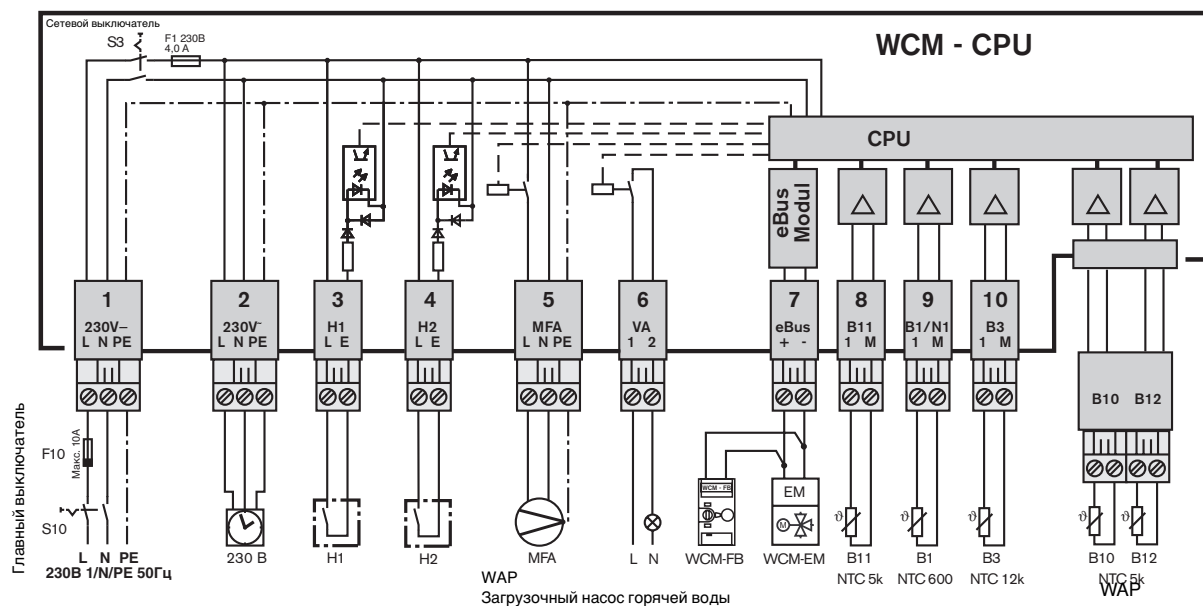 Сетевой выключатель
S3
F1 230В
4,0 А
WCM - CPU
CPU
eBus
Modul
1
230V~
L N PE
2
230V~
L N PE
3
H1
L E
4
H2
L E
5
MFA
L N PE
6
VA
1 2
7
eBus
+ -
8
B11
1 M
9
B1/N1
1 M
10
B3
1 M
B10 B12
Главный выключатель
F10
Макс. 10А
S10
L N PE
230В 1/N/PE 50Гц
230 В
H1
H2
MFA
WAP
Загрузочный насос горячей воды
L N
WCM - FB
WCM-FB
EM
M
WCM-EM
ϑ
B11
NTC 5k
ϑ
B1
NTC 600
ϑ
B3
NTC 12k
ϑ
B10
ϑ
B12
NTC 5k
WAP